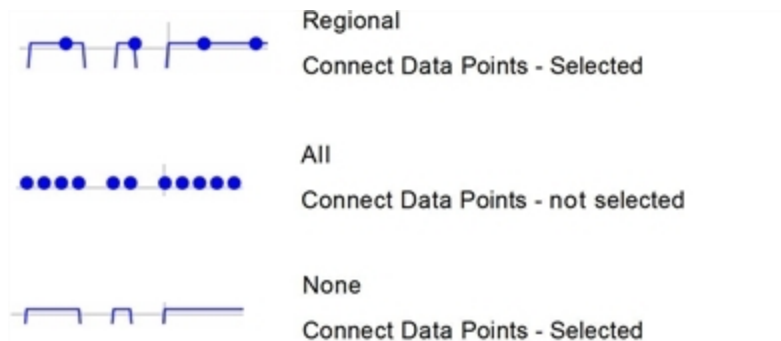 Regional
Connect Data Points - Selected
All
Connect Data Points - not selected
None
Connect Data Points - Selected